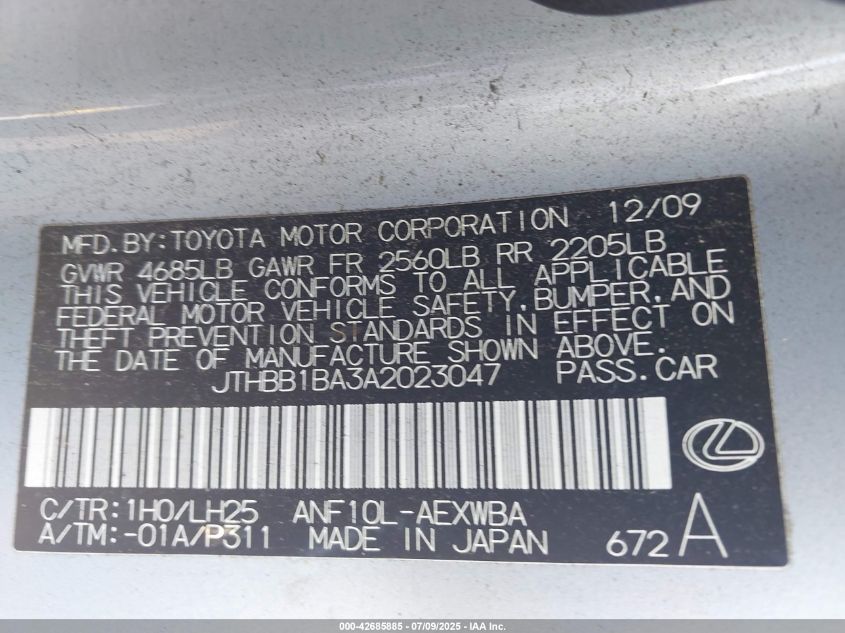 MFD.BY:TOYOTA MOTOR CORPORATION 12/09
GVWR 4685LB GAWR FR 2560LB RR 2205LB
THIS VEHICLE CONFORMS TO ALL APPLICABLE
FEDERAL MOTOR VEHICLE SAFETY,BUMPER,AND
THEFT PREVENTION STANDARDS IN EFFECT ON
THE DATE OF MANUFACTURE SHOWN ABOVE.
JTHBB1BA3A2023047 PASS.CAR
C/TR:1H0/LH25 ANF10L-AEXWBA
A/TM:-01A/P311 MADE IN JAPAN 672 A
000-42685885 - 07/09/2025 - IAA Inc.